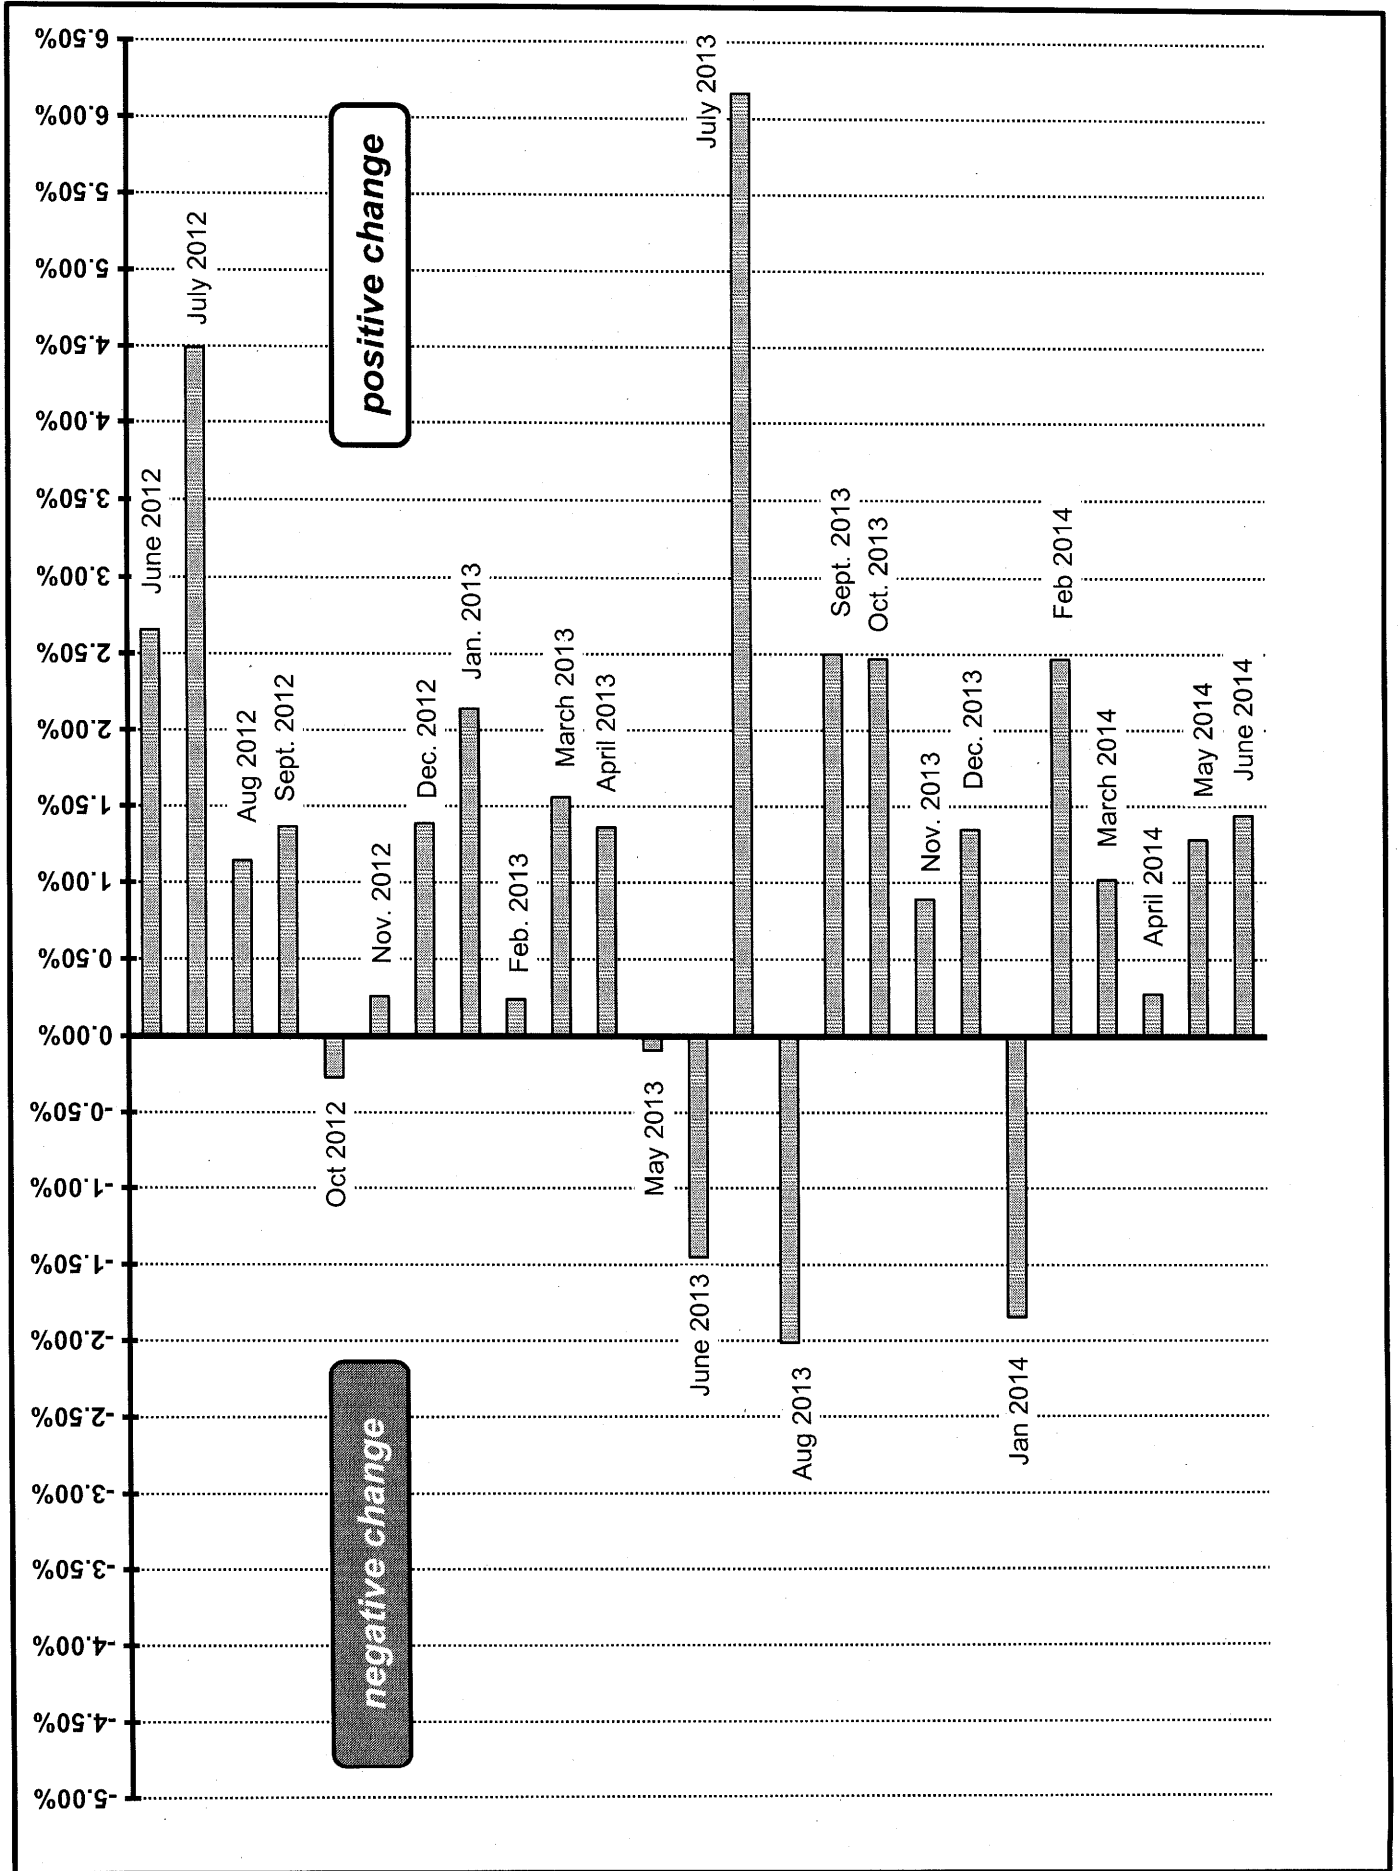 6.50%
6.00%
5.50%
5.00%
4.50%
4.00%
3.50%
3.00%
2.50%
2.00%
1.50%
1.00%
0.50%
0.00%
-0.50%
-1.00%
-1.50%
-2.00%
-2.50%
-3.00%
-3.50%
-4.00%
-4.50%
-5.00%
positive change
negative change
June 2012
July 2012
Aug 2012
Sept. 2012
Oct 2012
Nov. 2012
Dec. 2012
Jan. 2013
Feb. 2013
March 2013
April 2013
May 2013
June 2013
July 2013
Aug 2013
Sept. 2013
Oct. 2013
Nov. 2013
Dec. 2013
Jan 2014
Feb 2014
March 2014
April 2014
May 2014
June 2014